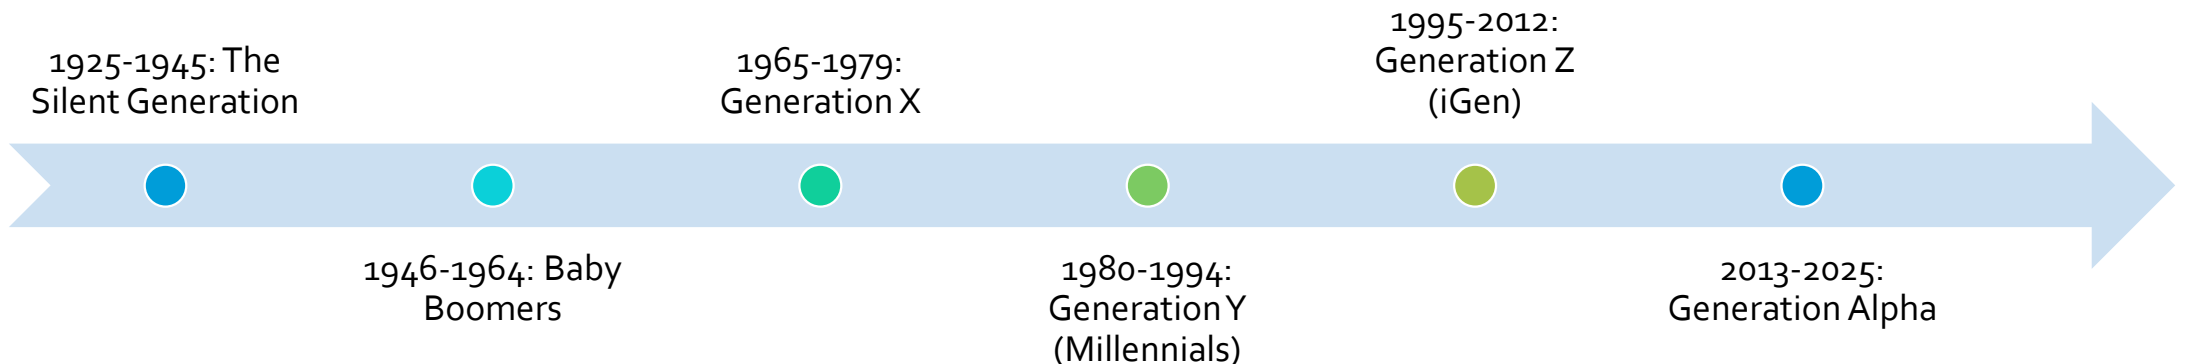 1925-1945: The
Silent Generation
1946-1964: Baby
Boomers
1965-1979:
Generation X
1980-1994:
Generation Y
(Millennials)
1995-2012:
Generation Z
(iGen)
2013-2025:
Generation Alpha